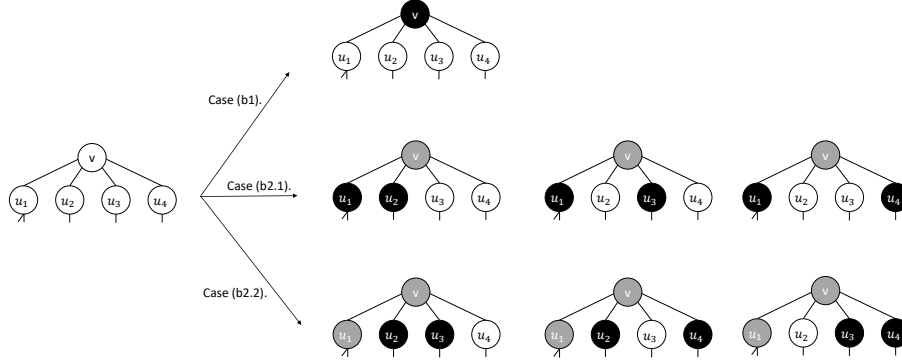 v
u₁ u₂ u₃ u₄
Case (b1).
v
v v v
u₁ u₂ u₃ u₄ u₁ u₂ u₃ u₄ u₁ u₂ u₃ u₄
Case (b2.1).
u₁ u₂ u₃ u₄
v v v
Case (b2.2).
u₁ u₂ u₃ u₄ u₁ u₂ u₃ u₄ u₁ u₂ u₃ u₄